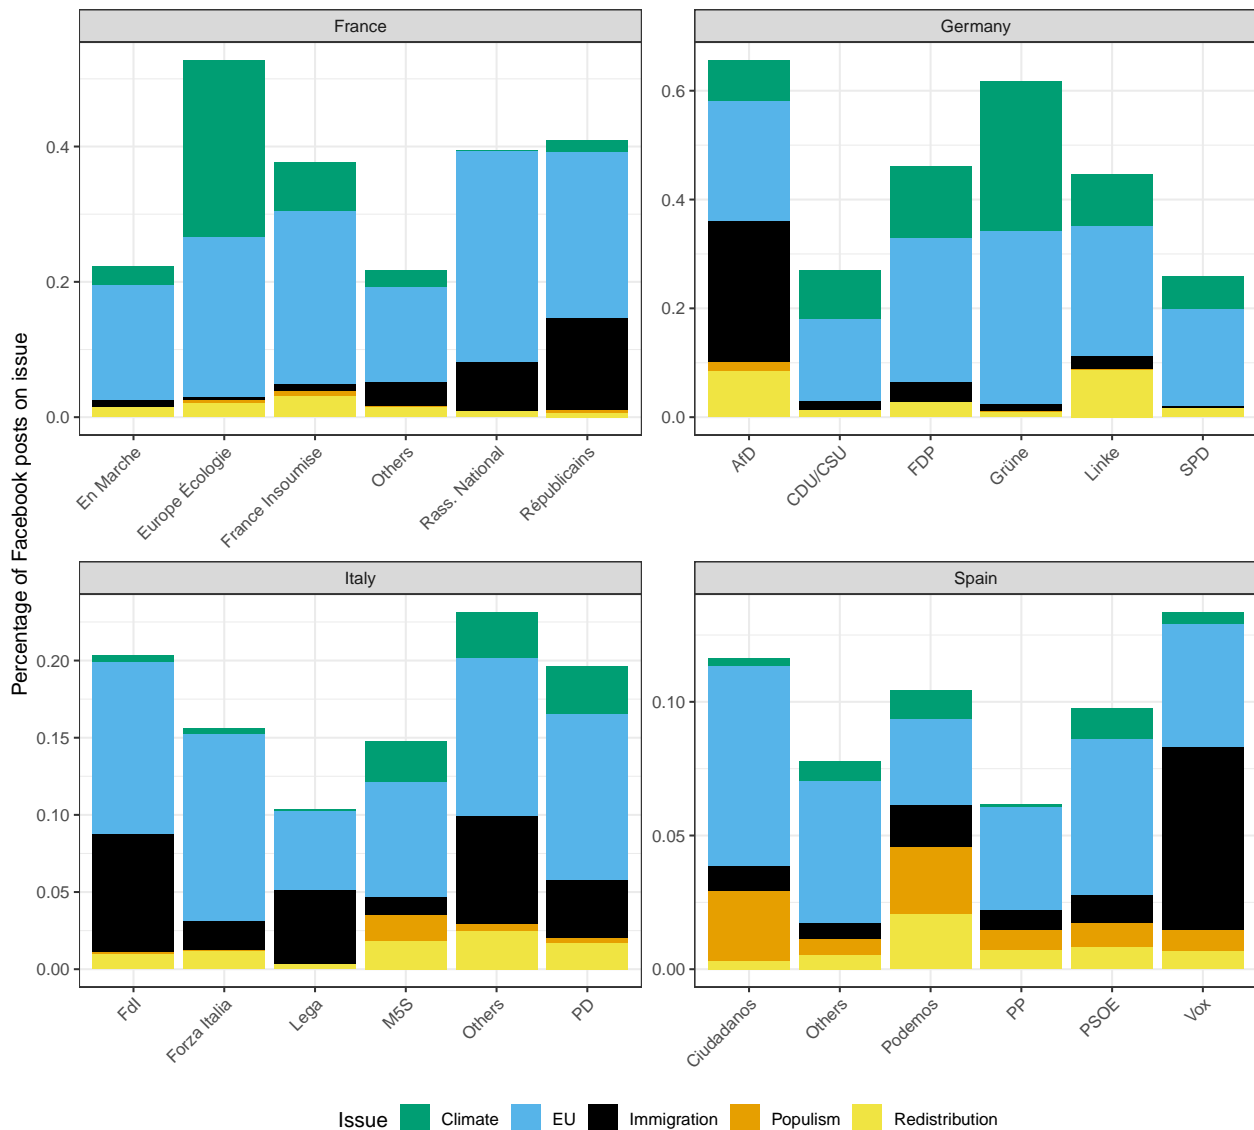 France
Germany
0.0
0.2
0.4
0.0
0.2
0.4
0.6
En Marche
Europe Écologie
France Insoumise
Others
Rass. National
Républicains
AfD
CDU/CSU
FDP
Grüne
Linke
SPD
Percentage of Facebook posts on issue
Italy
Spain
0.00
0.05
0.10
0.15
0.20
0.00
0.05
0.10
FdI
Forza Italia
Lega
M5S
Others
PD
Ciudadanos
Others
Podemos
PP
PSOE
Vox
Issue Climate EU Immigration Populism Redistribution